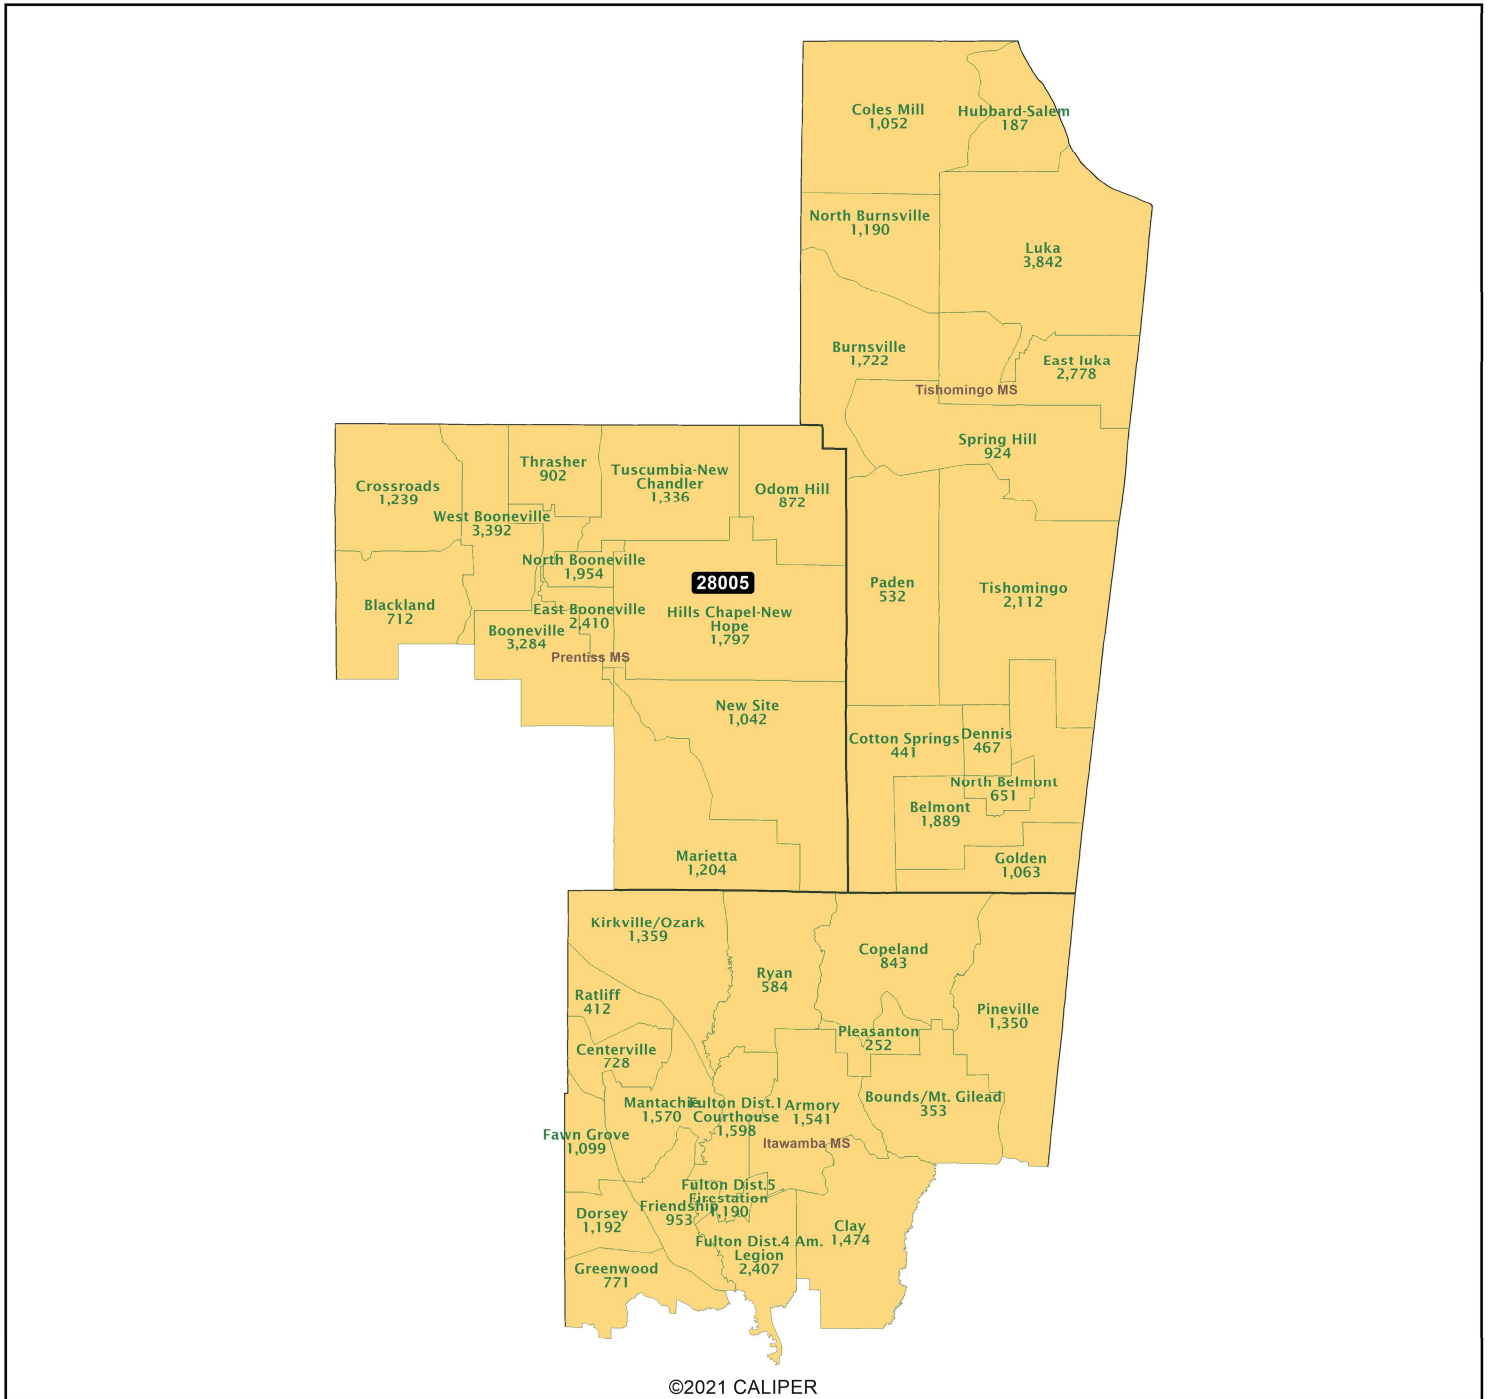 Coles Mill
1,052
Hubbard-Salem
187
North Burnsville
1,190
Luka
3,842
Burnsville
1,722
East Iuka
2,778
Tishomingo MS
Spring Hill
924
Crossroads
1,239
Thrasher
902
Tuscumbia-New
Chandler
1,336
Odom Hill
872
West Booneville
3,392
North Booneville
1,954
28005
Paden
532
Tishomingo
2,112
Blackland
712
East Booneville
2,410
Hills Chapel-New
Hope
1,797
Booneville
3,284
Prentiss MS
New Site
1,042
Cotton Springs
441
Dennis
467
North Belmont
651
Belmont
1,889
Marietta
1,204
Golden
1,063
Kirkville/Ozark
1,359
Ryan
584
Copeland
843
Ratliff
412
Pineville
1,350
Centerville
728
Pleasanton
252
Mantachie
1,570
Fulton Dist.1
Courthouse
1,598
Armory
1,541
Bounds/Mt. Gilead
353
Fawn Grove
1,099
Itawamba MS
Fulton Dist.5
Firestation
1,190
Dorsey
1,192
Friendship
953
Clay
1,474
Fulton Dist.4 Am.
Legion
2,407
Greenwood
771
©2021 CALIPER